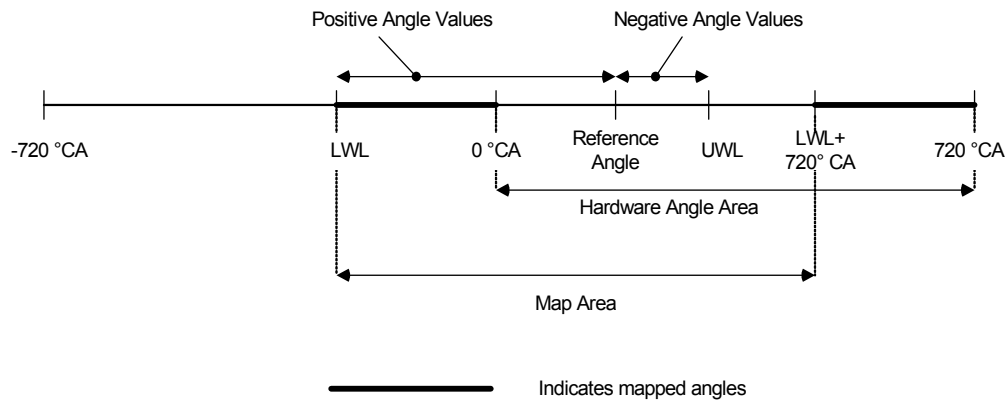 Positive Angle Values
Negative Angle Values
-720 °CA
LWL
0 °CA
Reference
Angle
UWL
LWL+
720° CA
720 °CA
Hardware Angle Area
Map Area
Indicates mapped angles